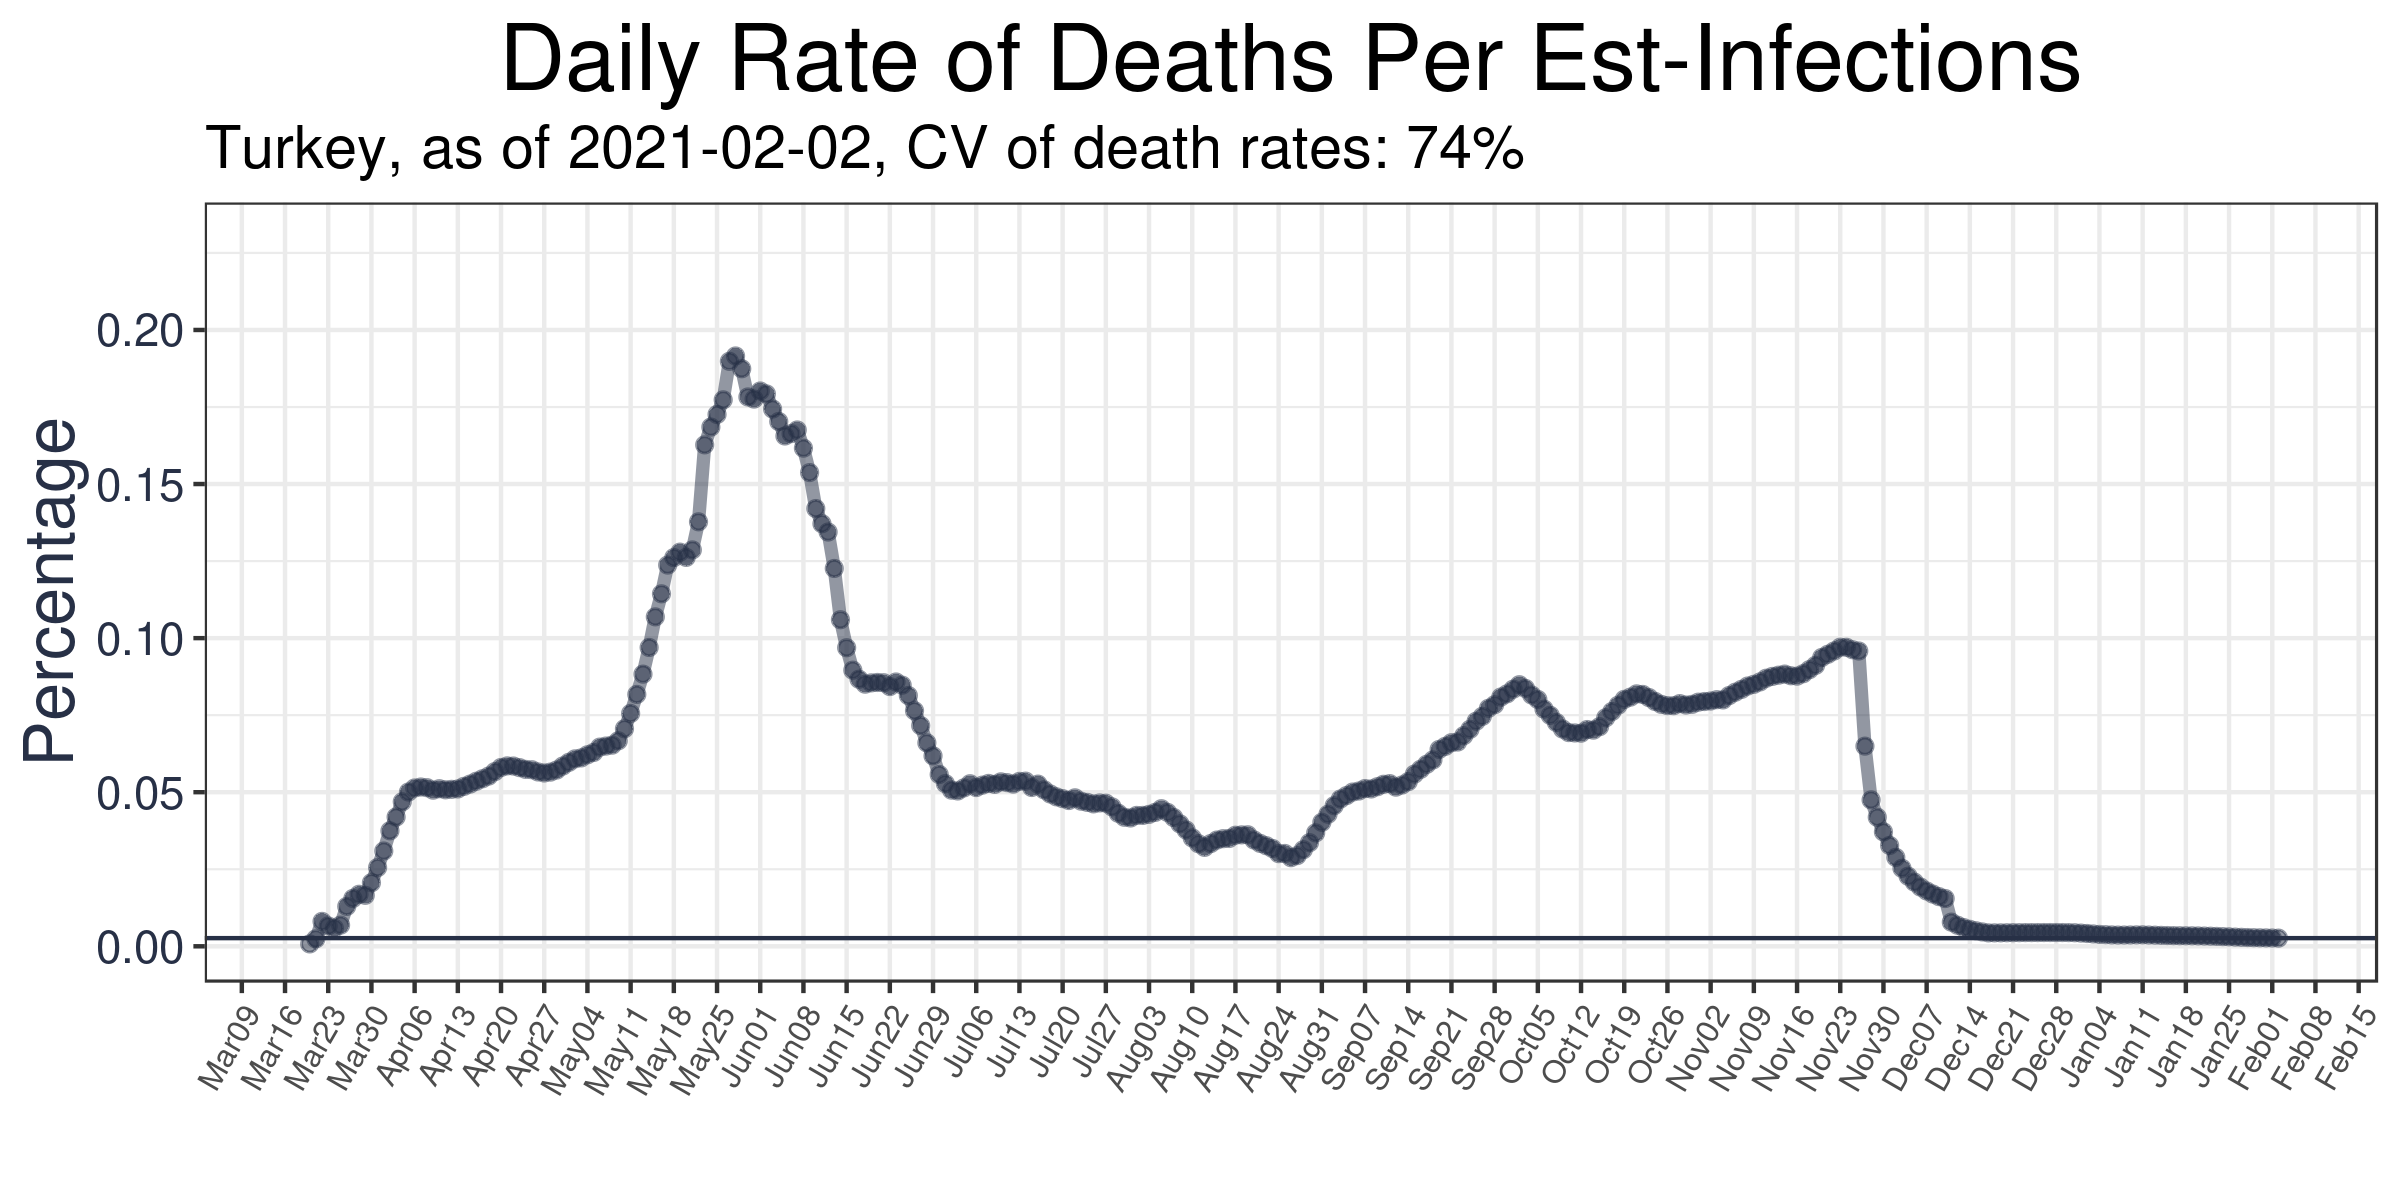 Daily Rate of Deaths Per Est-Infections
Turkey, as of 2021-02-02, CV of death rates: 74%
Percentage
0.20
0.15
0.10
0.05
0.00
Mar09
Mar16
Mar23
Mar30
Apr06
Apr13
Apr20
Apr27
May04
May11
May18
May25
Jun01
Jun08
Jun15
Jun22
Jun29
Jul06
Jul13
Jul20
Jul27
Aug03
Aug10
Aug17
Aug24
Aug31
Sep07
Sep14
Sep21
Sep28
Oct05
Oct12
Oct19
Oct26
Nov02
Nov09
Nov16
Nov23
Nov30
Dec07
Dec14
Dec21
Dec28
Jan04
Jan11
Jan18
Jan25
Feb01
Feb08
Feb15